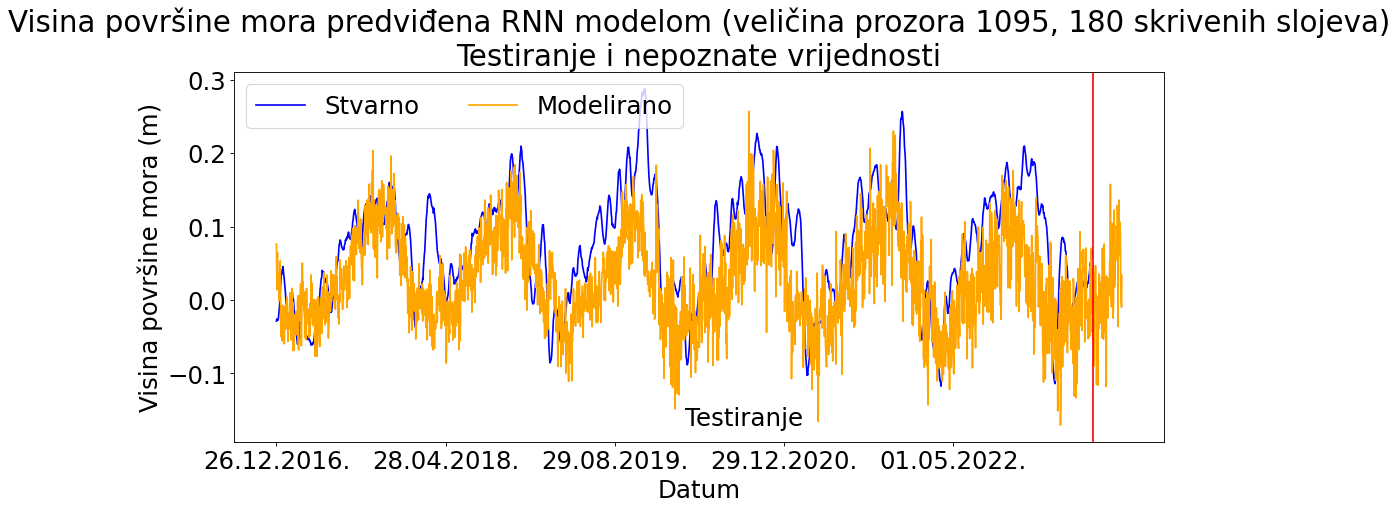 Visina površine mora predviđena RNN modelom (veličina prozora 1095, 180 skrivenih slojeva)
Testiranje i nepoznate vrijednosti
Stvarno
Modelirano
Visina površine mora (m)
0.3
0.2
0.1
0.0
−0.1
Testiranje
26.12.2016.
28.04.2018.
29.08.2019.
29.12.2020.
01.05.2022.
Datum